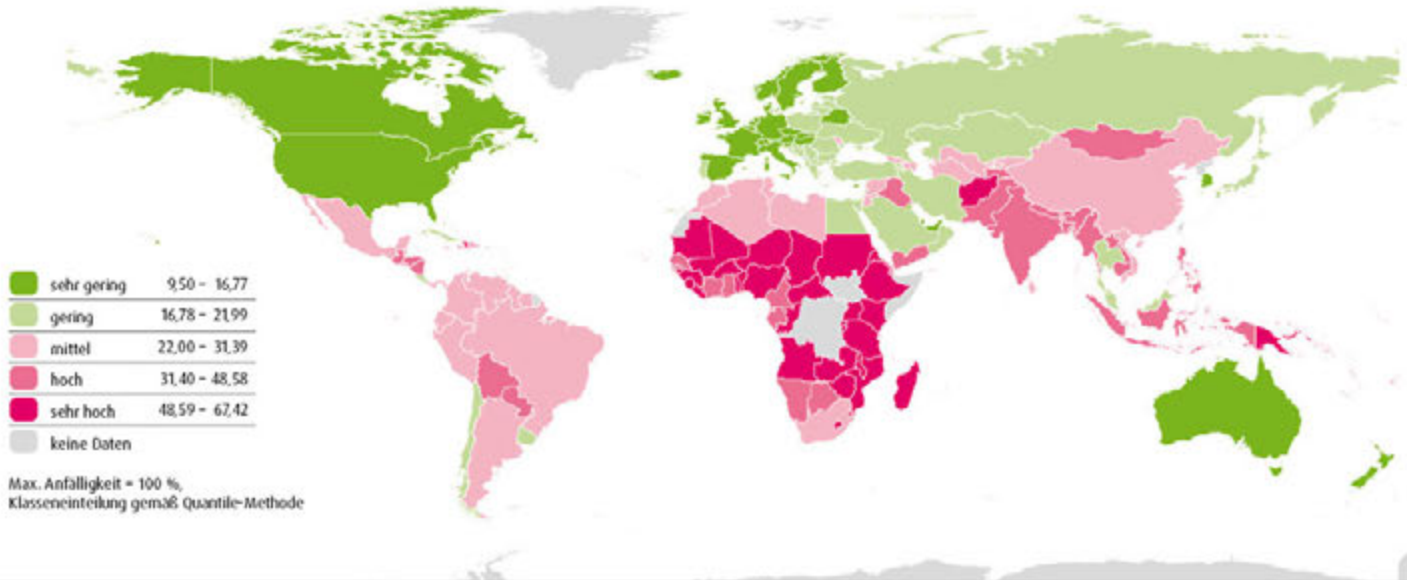 sehr gering 9,50 – 16,77
gering 16,78 – 21,99
mittel 22,00 – 31,39
hoch 31,40 – 48,58
sehr hoch 48,59 – 67,42
keine Daten
Max. Anfälligkeit = 100 %,
Klasseneinteilung gemäß Quantile-Methode